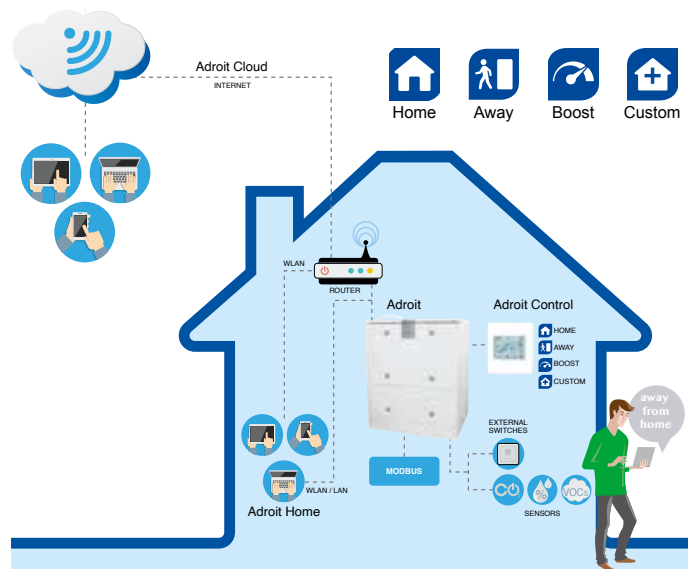 Adroit Cloud
INTERNET
Home
Away
Boost
Custom
WLAN
ROUTER
Adroit
Adroit Control
HOME
AWAY
BOOST
CUSTOM
away
from
home
EXTERNAL
SWITCHES
MODBUS
WLAN / LAN
Adroit Home
%
VOCs
SENSORS